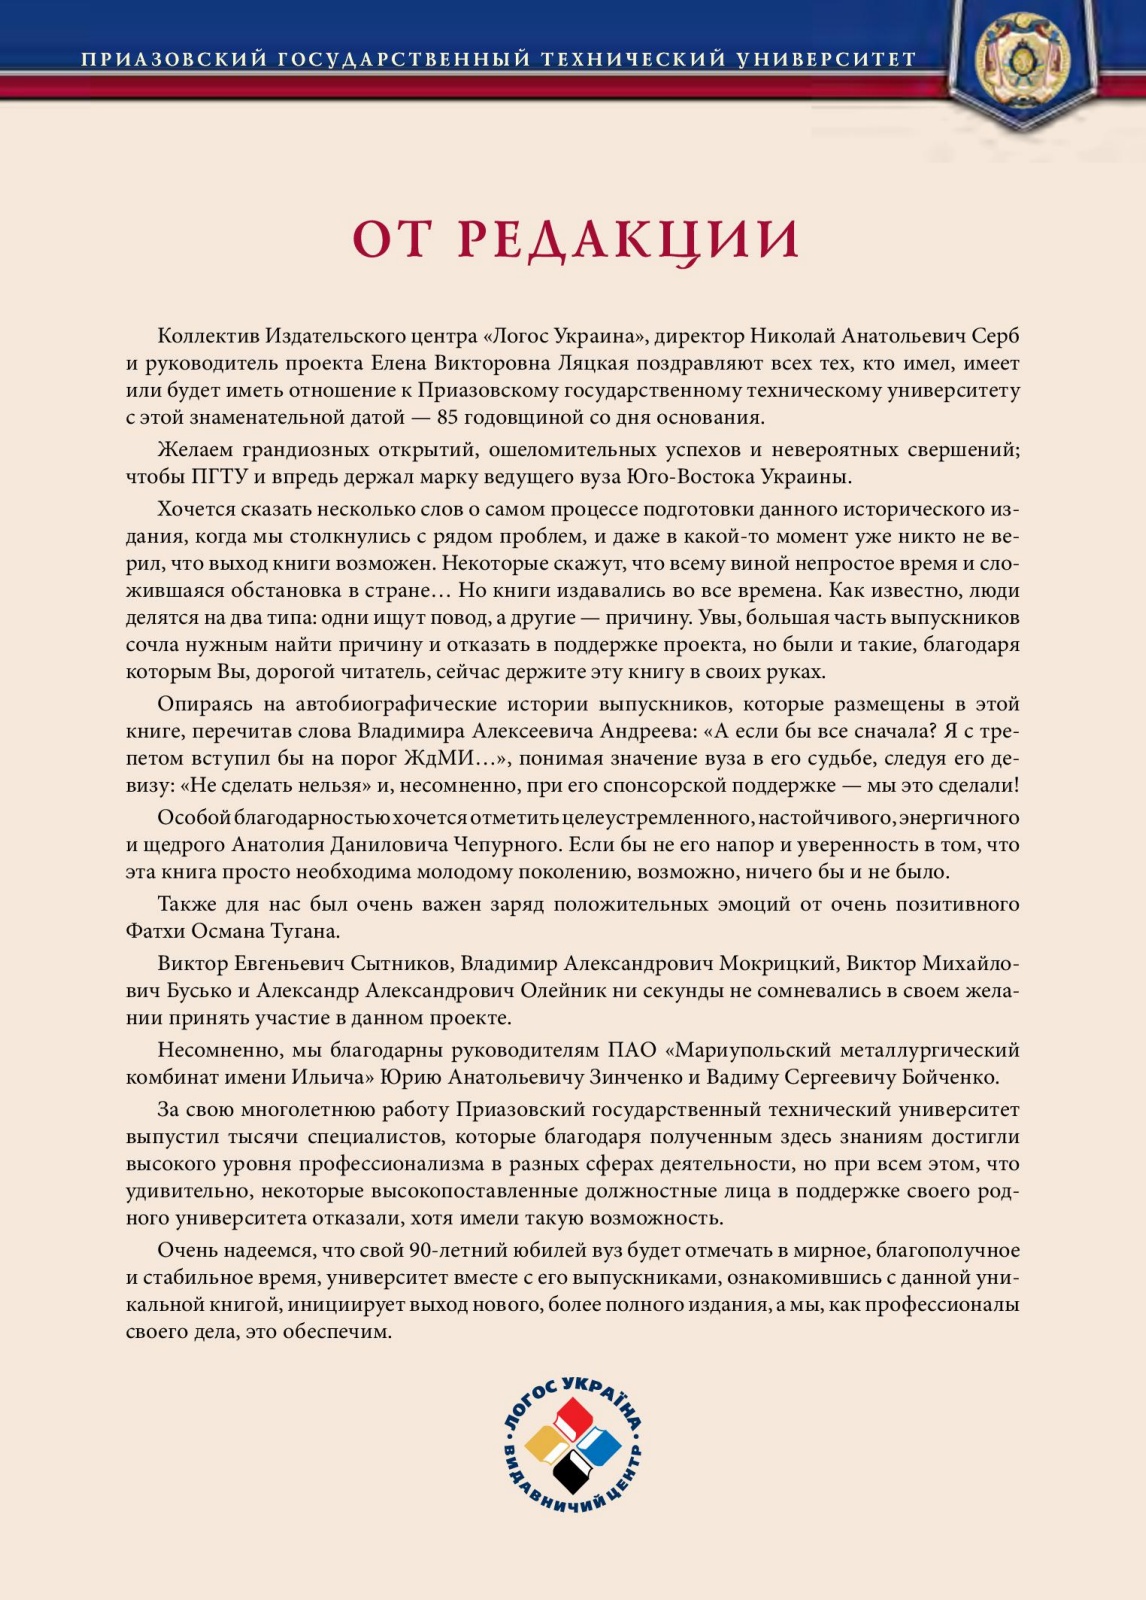 ПРИАЗОВСКИЙ ГОСУДАРСТВЕННЫЙ ТЕХНИЧЕСКИЙ УНИВЕРСИТЕТ
ОТ РЕДАКЦИИ
Коллектив Издательского центра «Логос Украина», директор Николай Анатольевич Серб
и руководитель проекта Елена Викторовна Ляцкая поздравляют всех тех, кто имел, имеет
или будет иметь отношение к Приазовскому государственному техническому университету
с этой знаменательной датой — 85 годовщиной со дня основания.
Желаем грандиозных открытий, ошеломительных успехов и невероятных свершений;
чтобы ПГТУ и впредь держал марку ведущего вуза Юго-Востока Украины.
Хочется сказать несколько слов о самом процессе подготовки данного исторического из-
дания, когда мы столкнулись с рядом проблем, и даже в какой-то момент уже никто не ве-
рил, что выход книги возможен. Некоторые скажут, что всему виной непростое время и сло-
жившаяся обстановка в стране… Но книги издавались во все времена. Как известно, люди
делятся на два типа: одни ищут повод, а другие — причину. Увы, большая часть выпускников
сочла нужным найти причину и отказать в поддержке проекта, но были и такие, благодаря
которым Вы, дорогой читатель, сейчас держите эту книгу в своих руках.
Опираясь на автобиографические истории выпускников, которые размещены в этой
книге, перечитав слова Владимира Алексеевича Андреева: «А если бы все сначала? Я с тре-
петом вступил бы на порог ЖдМИ…», понимая значение вуза в его судьбе, следуя его де-
визу: «Не сделать нельзя» и, несомненно, при его спонсорской поддержке — мы это сделали!
Особой благодарностью хочется отметить целеустремленного, настойчивого, энергичного
и щедрого Анатолия Даниловича Чепурного. Если бы не его напор и уверенность в том, что
эта книга просто необходима молодому поколению, возможно, ничего бы и не было.
Также для нас был очень важен заряд положительных эмоций от очень позитивного
Фатхи Османа Тугана.
Виктор Евгеньевич Сытников, Владимир Александрович Мокрицкий, Виктор Михайло-
вич Бусько и Александр Александрович Олейник ни секунды не сомневались в своем жела-
нии принять участие в данном проекте.
Несомненно, мы благодарны руководителям ПАО «Мариупольский металлургический
комбинат имени Ильича» Юрию Анатольевичу Зинченко и Вадиму Сергеевичу Бойченко.
За свою многолетнюю работу Приазовский государственный технический университет
выпустил тысячи специалистов, которые благодаря полученным здесь знаниям достигли
высокого уровня профессионализма в разных сферах деятельности, но при всем этом, что
удивительно, некоторые высокопоставленные должностные лица в поддержке своего род-
ного университета отказали, хотя имели такую возможность.
Очень надеемся, что свой 90-летний юбилей вуз будет отмечать в мирное, благополучное
и стабильное время, университет вместе с его выпускниками, ознакомившись с данной уни-
кальной книгой, инициирует выход нового, более полного издания, а мы, как профессионалы
своего дела, это обеспечим.
ЛОГОС УКРАЇНА
ВИДАВНИЧИЙ ЦЕНТР